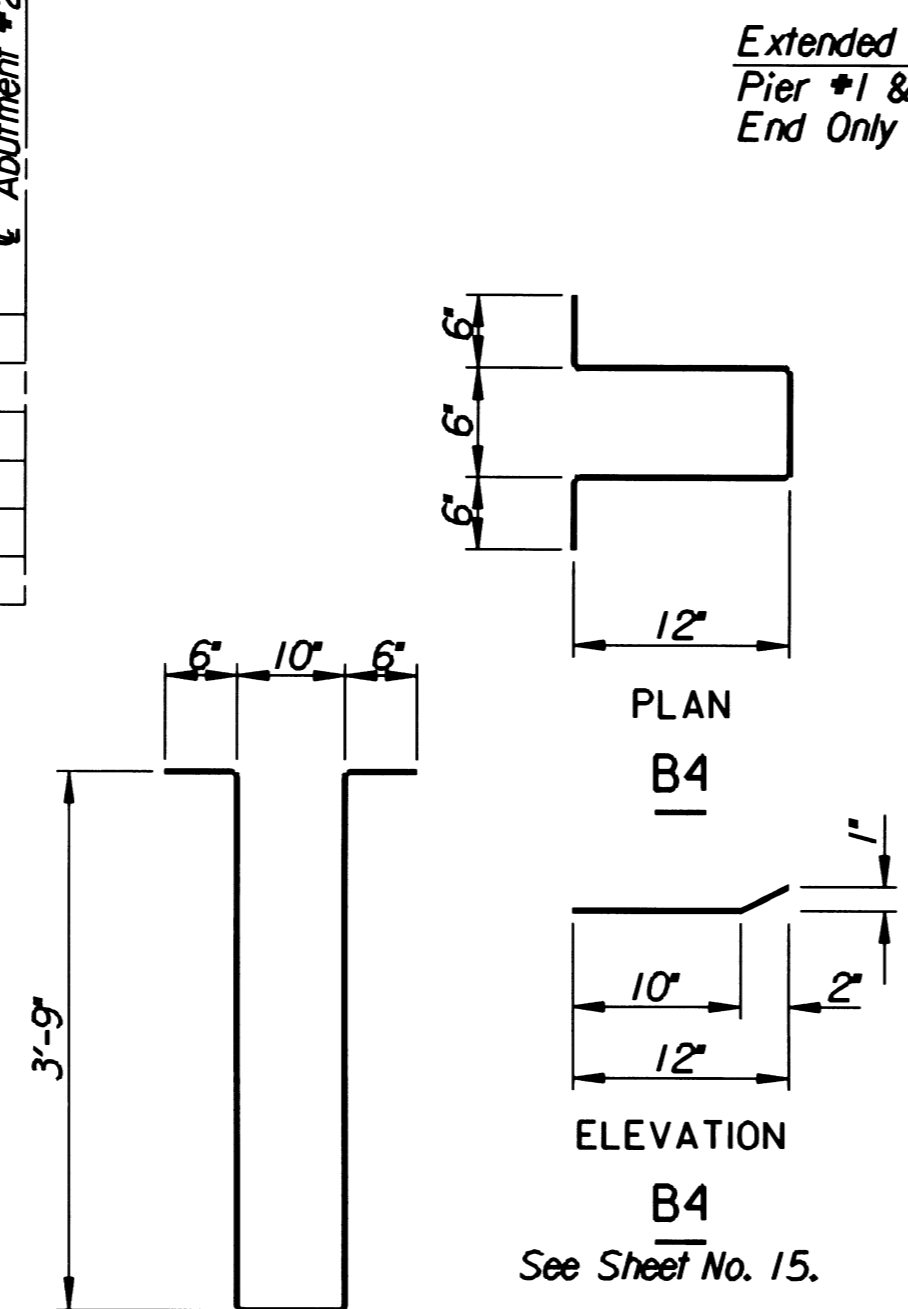 ℄ Abutment #2
Extended
Pier #1 &
End Only
6"
6"
6"
12"
PLAN
B4
6" 10" 6"
3'-9"
1"
10" 2"
12"
ELEVATION
B4
See Sheet No. 15.